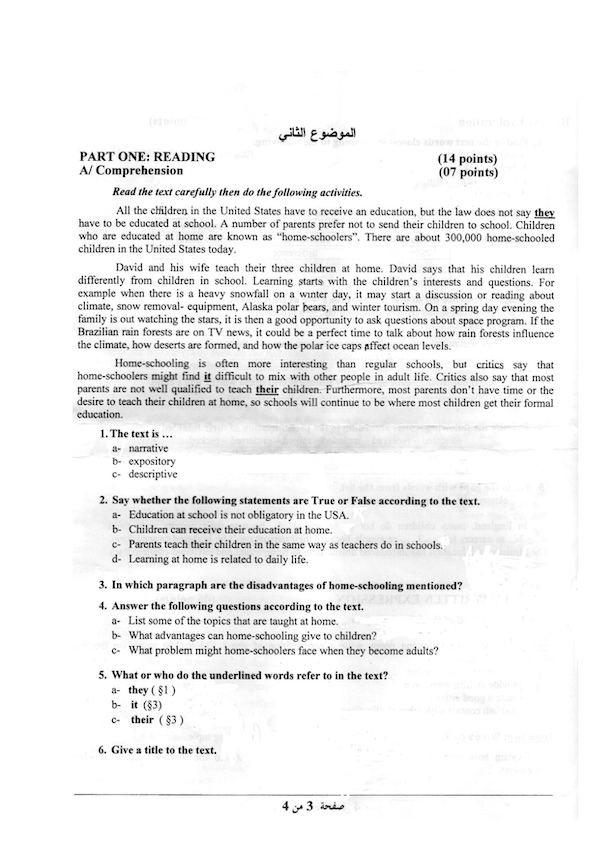 الموضوع الثاني
PART ONE: READING (14 points)
A/ Comprehension (07 points)
Read the text carefully then do the following activities.
All the children in the United States have to receive an education, but the law does not say they
have to be educated at school. A number of parents prefer not to send their children to school. Children
who are educated at home are known as “home-schoolers”. There are about 300,000 home-schooled
children in the United States today.
David and his wife teach their three children at home. David says that his children learn
differently from children in school. Learning starts with the children’s interests and questions. For
example when there is a heavy snowfall on a winter day, it may start a discussion or reading about
climate, snow removal- equipment, Alaska polar bears, and winter tourism. On a spring day evening the
family is out watching the stars, it is then a good opportunity to ask questions about space program. If the
Brazilian rain forests are on TV news, it could be a perfect time to talk about how rain forests influence
the climate, how deserts are formed, and how the polar ice caps affect ocean levels.
Home-schooling is often more interesting than regular schools, but critics say that
home-schoolers might find it difficult to mix with other people in adult life. Critics also say that most
parents are not well qualified to teach their children. Furthermore, most parents don’t have time or the
desire to teach their children at home, so schools will continue to be where most children get their formal
education.
1. The text is …
a- narrative
b- expository
c- descriptive
2. Say whether the following statements are True or False according to the text.
a- Education at school is not obligatory in the USA.
b- Children can receive their education at home.
c- Parents teach their children in the same way as teachers do in schools.
d- Learning at home is related to daily life.
3. In which paragraph are the disadvantages of home-schooling mentioned?
4. Answer the following questions according to the text.
a- List some of the topics that are taught at home.
b- What advantages can home-schooling give to children?
c- What problem might home-schoolers face when they become adults?
5. What or who do the underlined words refer to in the text?
a- they ( §1 )
b- it (§3)
c- their ( §3 )
6. Give a title to the text.
صفحة 3 من 4